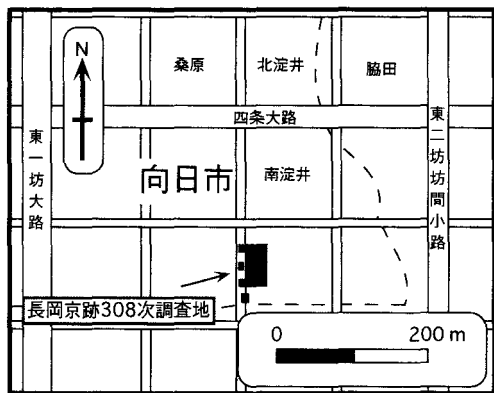 N
桑原
北淀井
脇田
四条大路
東一坊大路
東二坊坊間小路
向日市
南淀井
長岡京跡308次調査地
0 200 m